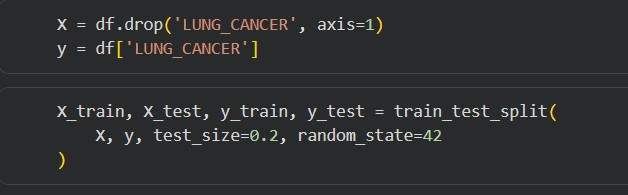 X = df.drop('LUNG_CANCER', axis=1)
y = df['LUNG_CANCER']
X_train, X_test, y_train, y_test = train_test_split(
    X, y, test_size=0.2, random_state=42
)